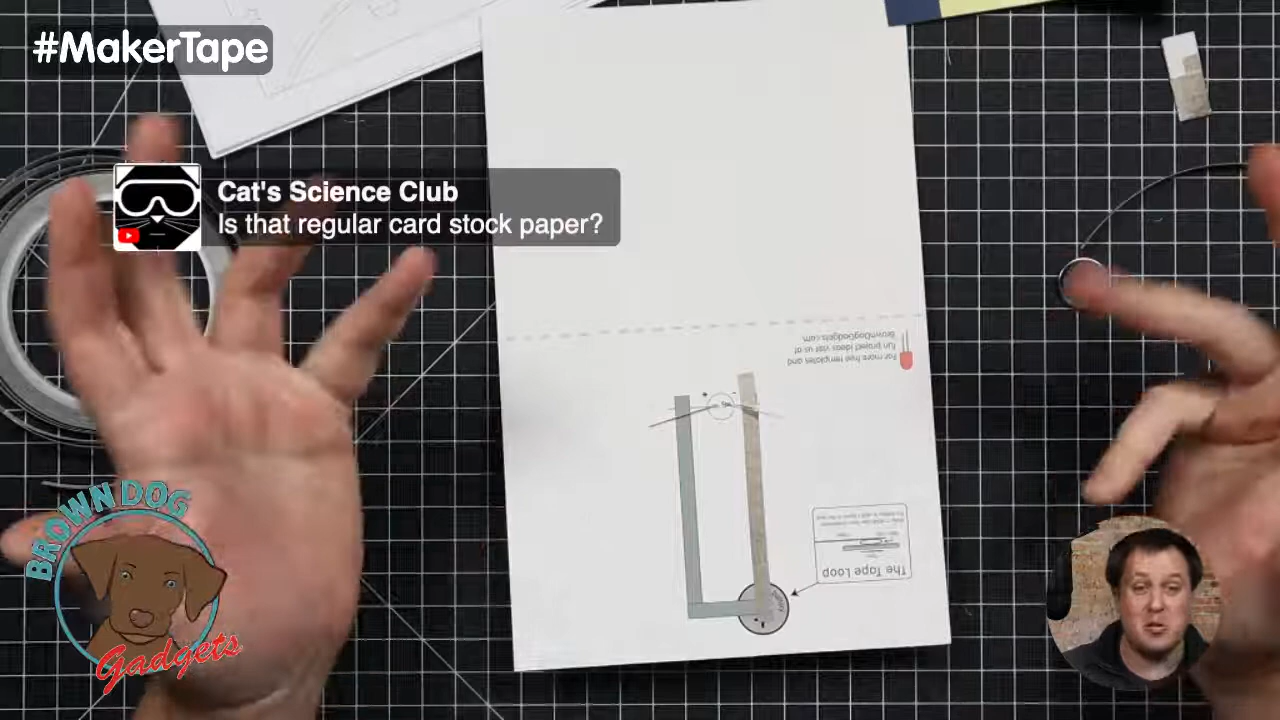 #MakerTape
Cat's Science Club
Is that regular card stock paper?
For more free templates and
fun project ideas visit us at
BrownDogGadgets.com
The Tape Loop
BROWN DOG
Gadgets